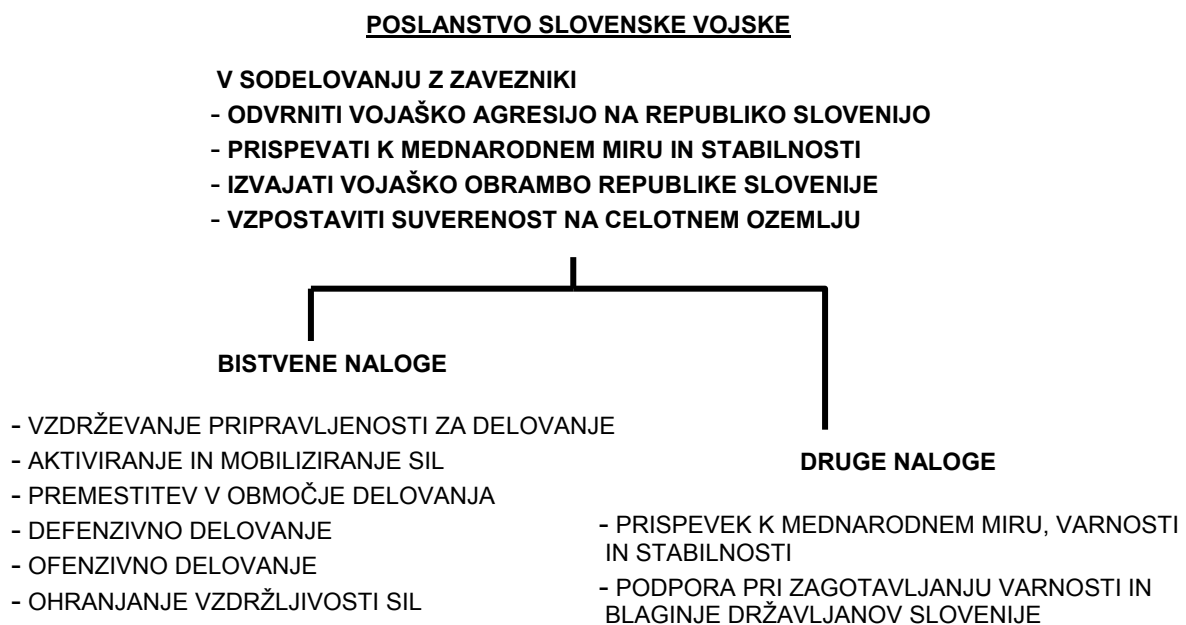 POSLANSTVO SLOVENSKE VOJSKE
V SODELOVANJU Z ZAVEZNIKI
- ODVRNITI VOJAŠKO AGRESIJO NA REPUBLIKO SLOVENIJO
- PRISPEVATI K MEDNARODNEM MIRU IN STABILNOSTI
- IZVAJATI VOJAŠKO OBRAMBO REPUBLIKE SLOVENIJE
- VZPOSTAVITI SUVERENOST NA CELOTNEM OZEMLJU
BISTVENE NALOGE
- VZDRŽEVANJE PRIPRAVLJENOSTI ZA DELOVANJE
- AKTIVIRANJE IN MOBILIZIRANJE SIL
- PREMESTITEV V OBMOČJE DELOVANJA
- DEFENZIVNO DELOVANJE
- OFENZIVNO DELOVANJE
- OHRANJANJE VZDRŽLJIVOSTI SIL
DRUGE NALOGE
- PRISPEVEK K MEDNARODNEM MIRU, VARNOSTI
IN STABILNOSTI
- PODPORA PRI ZAGOTAVLJANJU VARNOSTI IN
BLAGINJE DRŽAVLJANOV SLOVENIJE